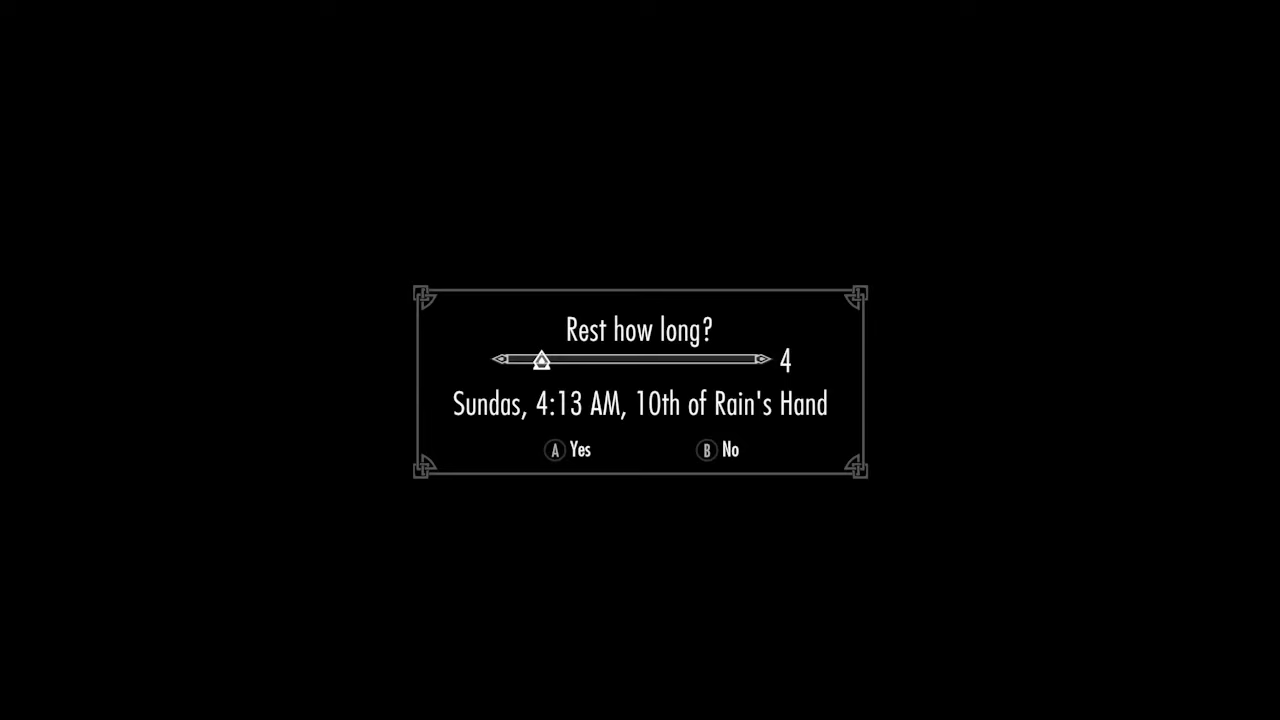 Rest how long?
4
Sundas, 4:13 AM, 10th of Rain's Hand
A Yes B No